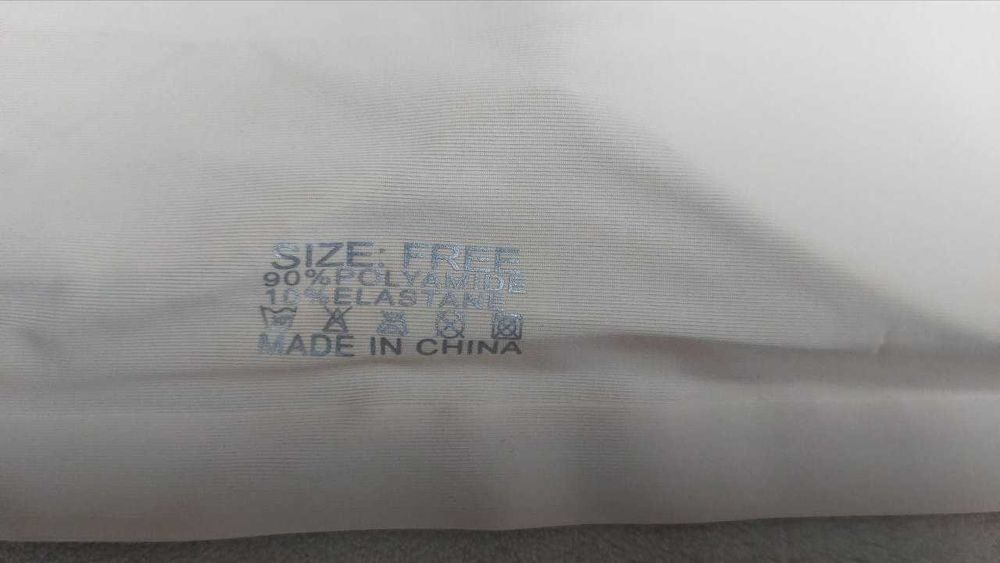 SIZE: FREE
90%POLYAMIDE
10%ELASTANE
MADE IN CHINA